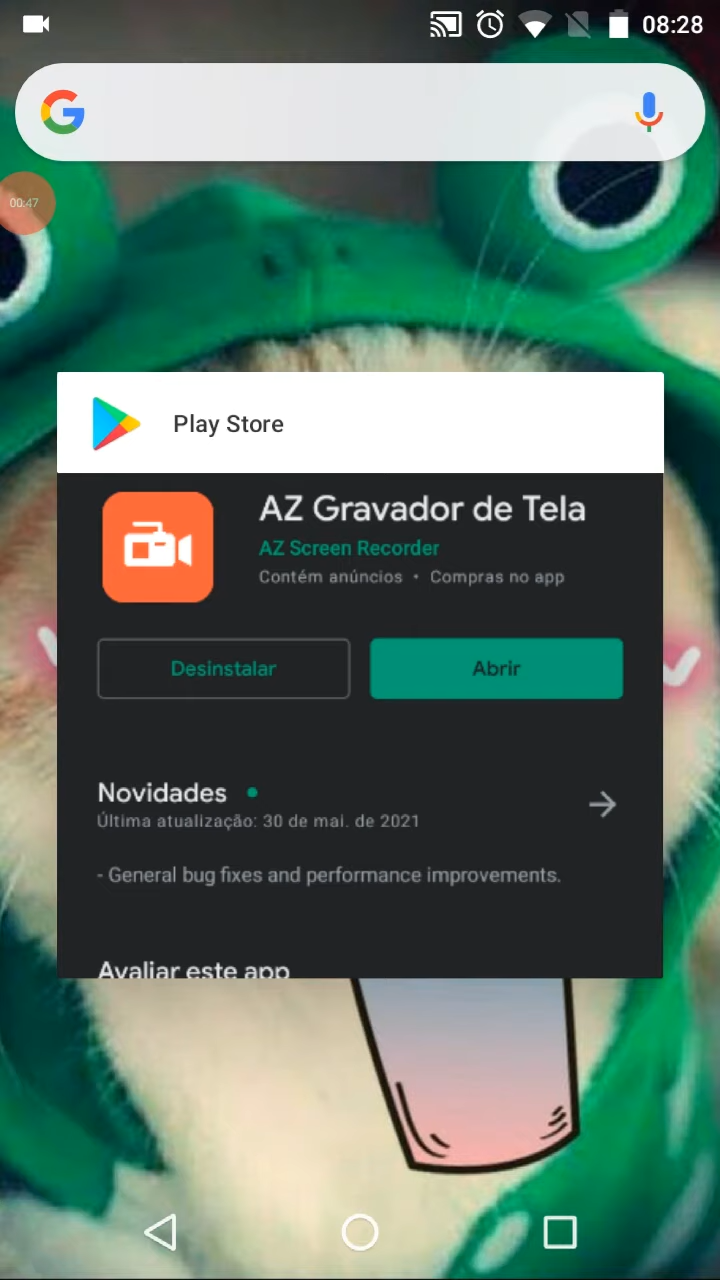 08:28
00:47
Play Store
AZ Gravador de Tela
AZ Screen Recorder
Contém anúncios • Compras no app
Desinstalar
Abrir
Novidades
Última atualização: 30 de mai. de 2021
- General bug fixes and performance improvements.
Avaliar este app